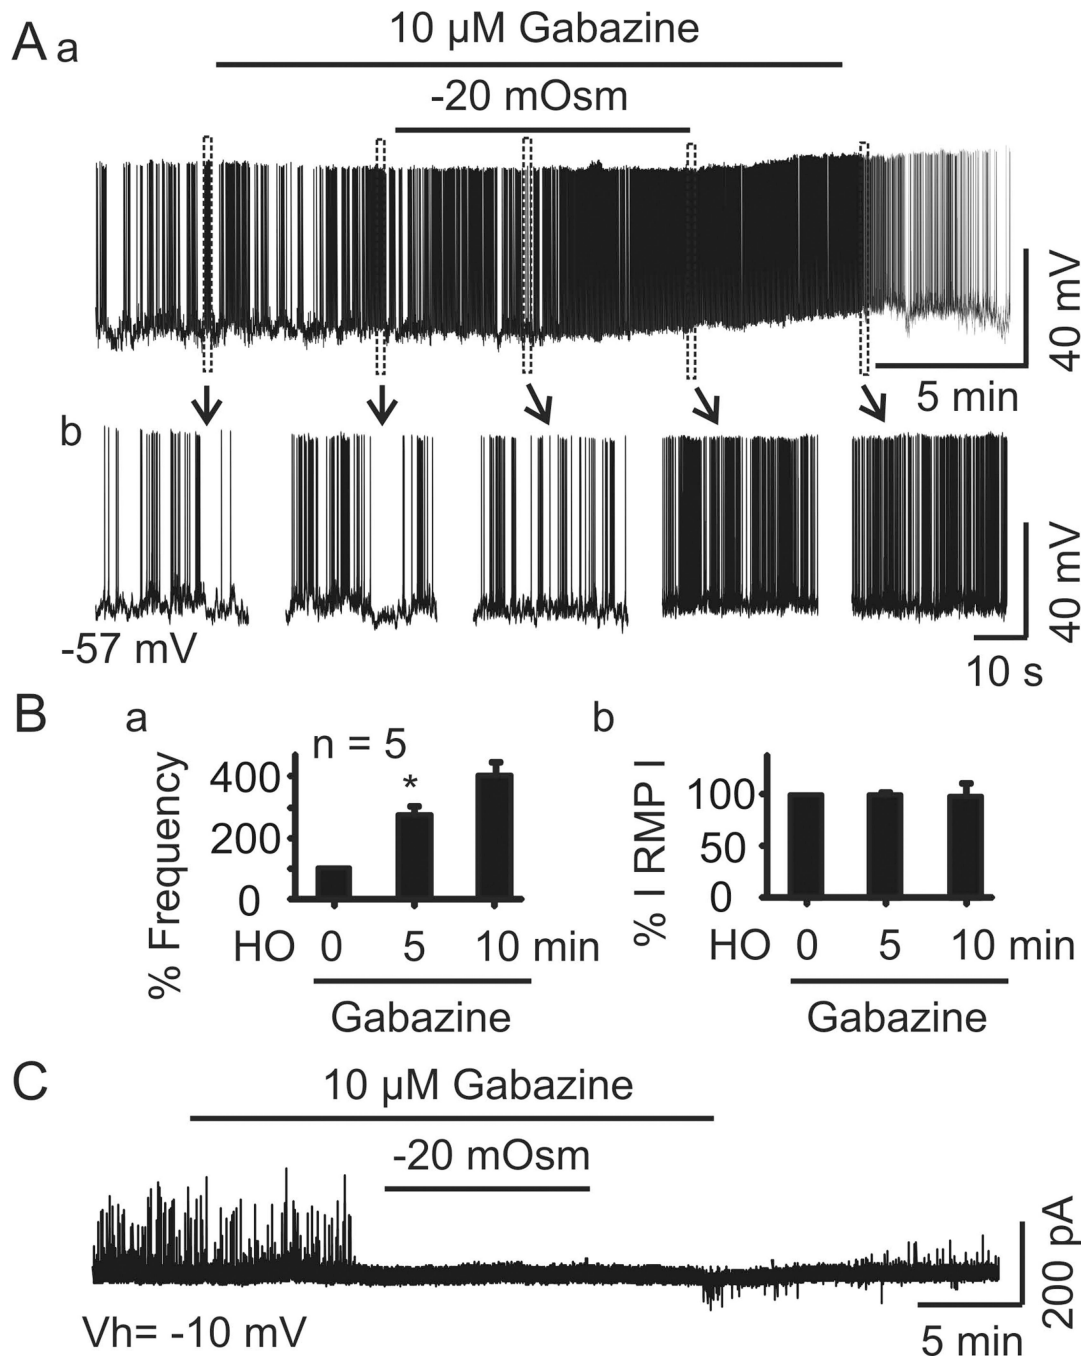 A a
10 µM Gabazine
-20 mOsm
40 mV
5 min
b
40 mV
-57 mV
10 s
B
a
n = 5
% Frequency
400
*
200
0
HO 0 5 10 min
Gabazine
b
% I RMP I
100
50
0
HO 0 5 10 min
Gabazine
C
10 µM Gabazine
-20 mOsm
200 pA
Vh= -10 mV
5 min